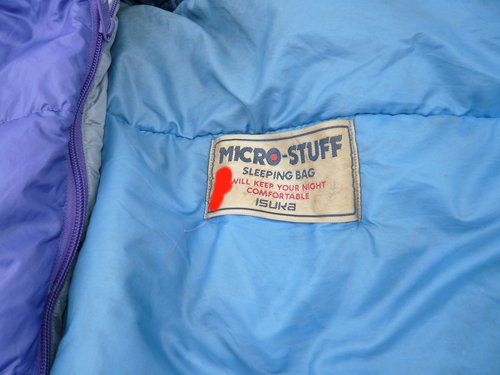 MICRO-STUFF
SLEEPING BAG
WILL KEEP YOUR NIGHT
COMFORTABLE
ISUKA